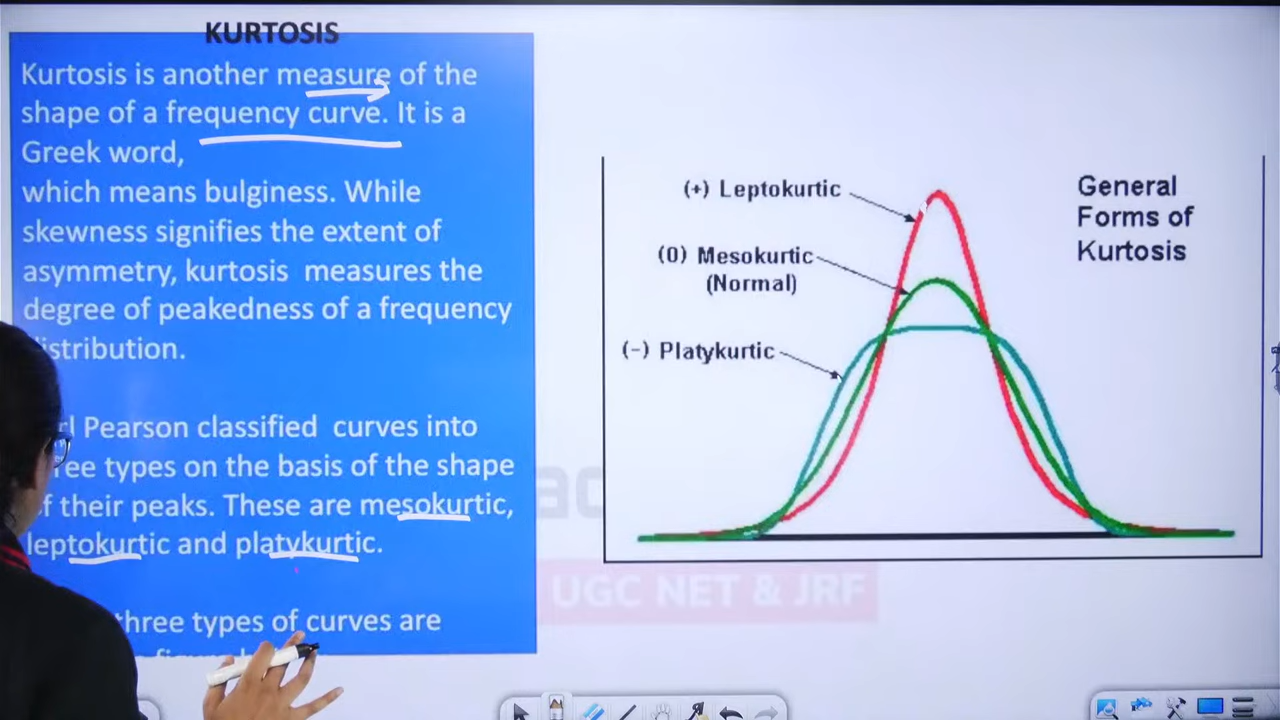 KURTOSIS
Kurtosis is another measure of the
shape of a frequency curve. It is a
Greek word,
which means bulginess. While
skewness signifies the extent of
asymmetry, kurtosis  measures the
degree of peakedness of a frequency
istribution.
rl Pearson classified  curves into
ree types on the basis of the shape
f their peaks. These are mesokurtic,
leptokurtic and platykurtic.
three types of curves are
(+) Leptokurtic
(0) Mesokurtic
(Normal)
(-) Platykurtic
General
Forms of
Kurtosis
UGC NET & JRF